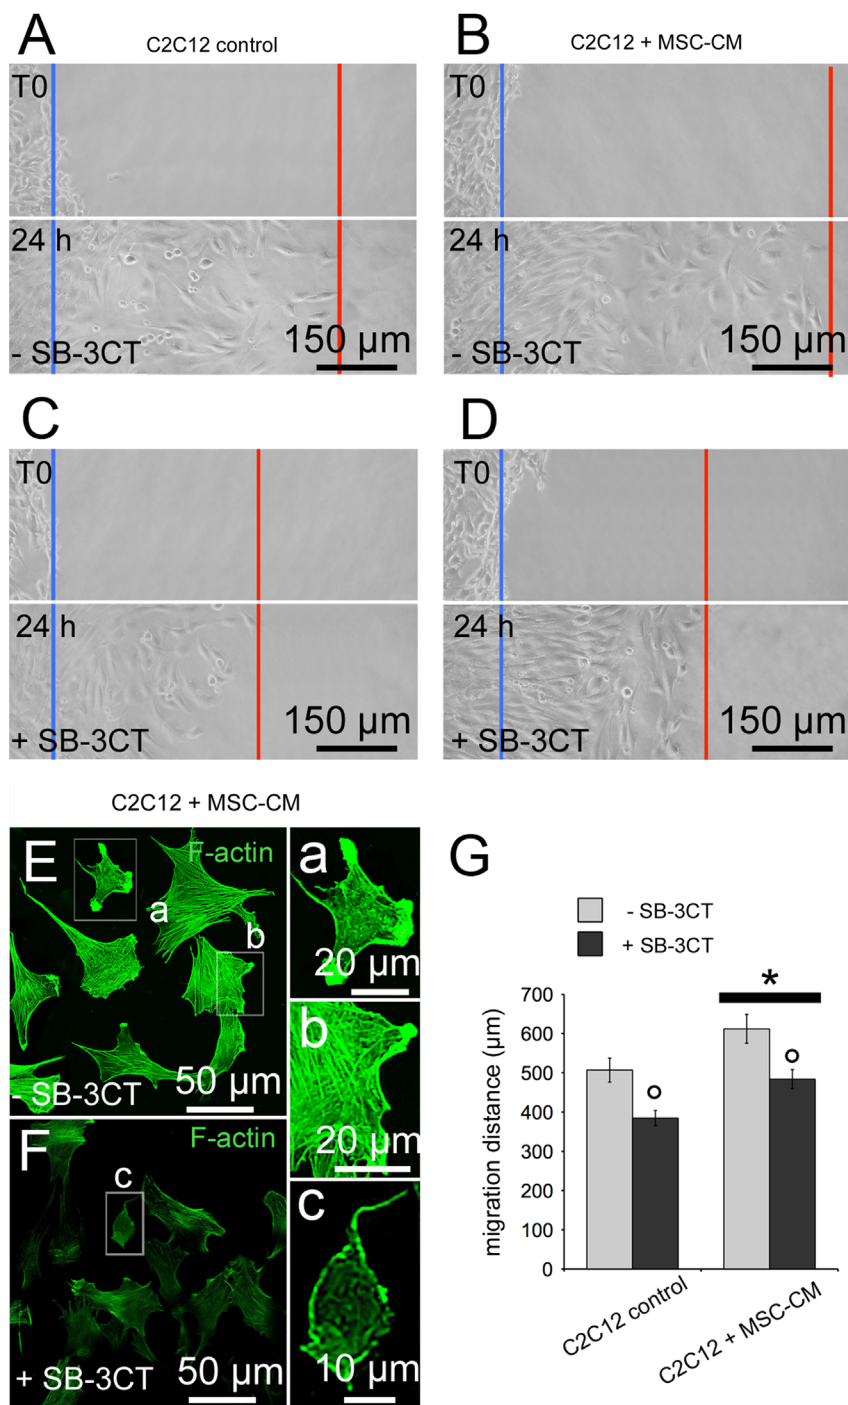 A
C2C12 control
T0
24 h
- SB-3CT
150 µm
B
C2C12 + MSC-CM
T0
24 h
- SB-3CT
150 µm
C
T0
24 h
+ SB-3CT
150 µm
D
T0
24 h
+ SB-3CT
150 µm
C2C12 + MSC-CM
E
F-actin
a
b
- SB-3CT
50 µm
a
20 µm
b
20 µm
F
F-actin
c
+ SB-3CT
50 µm
c
10 µm
G
- SB-3CT
+ SB-3CT
*
700
600
500
400
300
200
100
0
migration distance (µm)
C2C12 control
C2C12 + MSC-CM